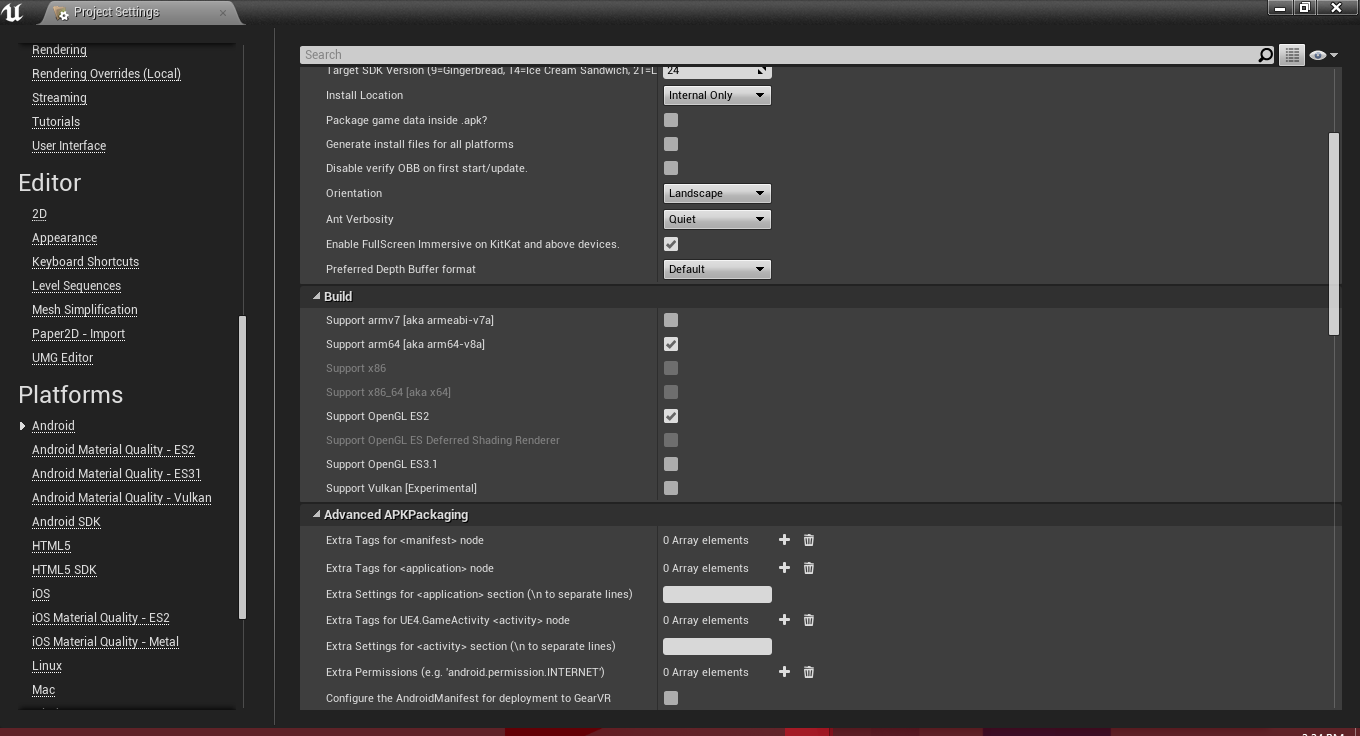 Project Settings
Rendering
Rendering Overrides (Local)
Streaming
Tutorials
User Interface
Editor
2D
Appearance
Keyboard Shortcuts
Level Sequences
Mesh Simplification
Paper2D - Import
UMG Editor
Platforms
Android
Android Material Quality - ES2
Android Material Quality - ES31
Android Material Quality - Vulkan
Android SDK
HTML5
HTML5 SDK
iOS
iOS Material Quality - ES2
iOS Material Quality - Metal
Linux
Mac
Search
Target SDK Version (9=Gingerbread, 14=Ice Cream Sandwich, 21=L 24
Install Location Internal Only
Package game data inside .apk?
Generate install files for all platforms
Disable verify OBB on first start/update.
Orientation Landscape
Ant Verbosity Quiet
Enable FullScreen Immersive on KitKat and above devices.
Preferred Depth Buffer format Default
Build
Support armv7 [aka armeabi-v7a]
Support arm64 [aka arm64-v8a]
Support x86
Support x86_64 [aka x64]
Support OpenGL ES2
Support OpenGL ES Deferred Shading Renderer
Support OpenGL ES3.1
Support Vulkan [Experimental]
Advanced APKPackaging
Extra Tags for <manifest> node 0 Array elements
Extra Tags for <application> node 0 Array elements
Extra Settings for <application> section (\n to separate lines)
Extra Tags for UE4.GameActivity <activity> node 0 Array elements
Extra Settings for <activity> section (\n to separate lines)
Extra Permissions (e.g. 'android.permission.INTERNET') 0 Array elements
Configure the AndroidManifest for deployment to GearVR